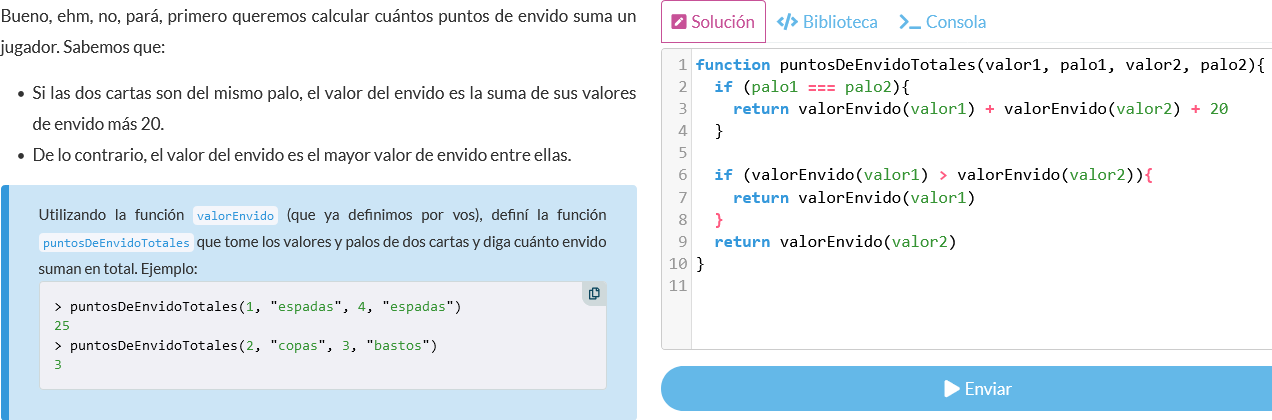 Bueno, ehm, no, pará, primero queremos calcular cuántos puntos de envido suma un
jugador. Sabemos que:
• Si las dos cartas son del mismo palo, el valor del envido es la suma de sus valores
de envido más 20.
• De lo contrario, el valor del envido es el mayor valor de envido entre ellas.
Utilizando la función valorEnvido (que ya definimos por vos), definí la función
puntosDeEnvidoTotales que tome los valores y palos de dos cartas y diga cuánto envido
suman en total. Ejemplo:
> puntosDeEnvidoTotales(1, "espadas", 4, "espadas")
25
> puntosDeEnvidoTotales(2, "copas", 3, "bastos")
3
Solución </> Biblioteca >_ Consola
1 function puntosDeEnvidoTotales(valor1, palo1, valor2, palo2){
2 if (palo1 === palo2){
3 return valorEnvido(valor1) + valorEnvido(valor2) + 20
4 }
5
6 if (valorEnvido(valor1) > valorEnvido(valor2)){
7 return valorEnvido(valor1)
8 }
9 return valorEnvido(valor2)
10 }
11
Enviar